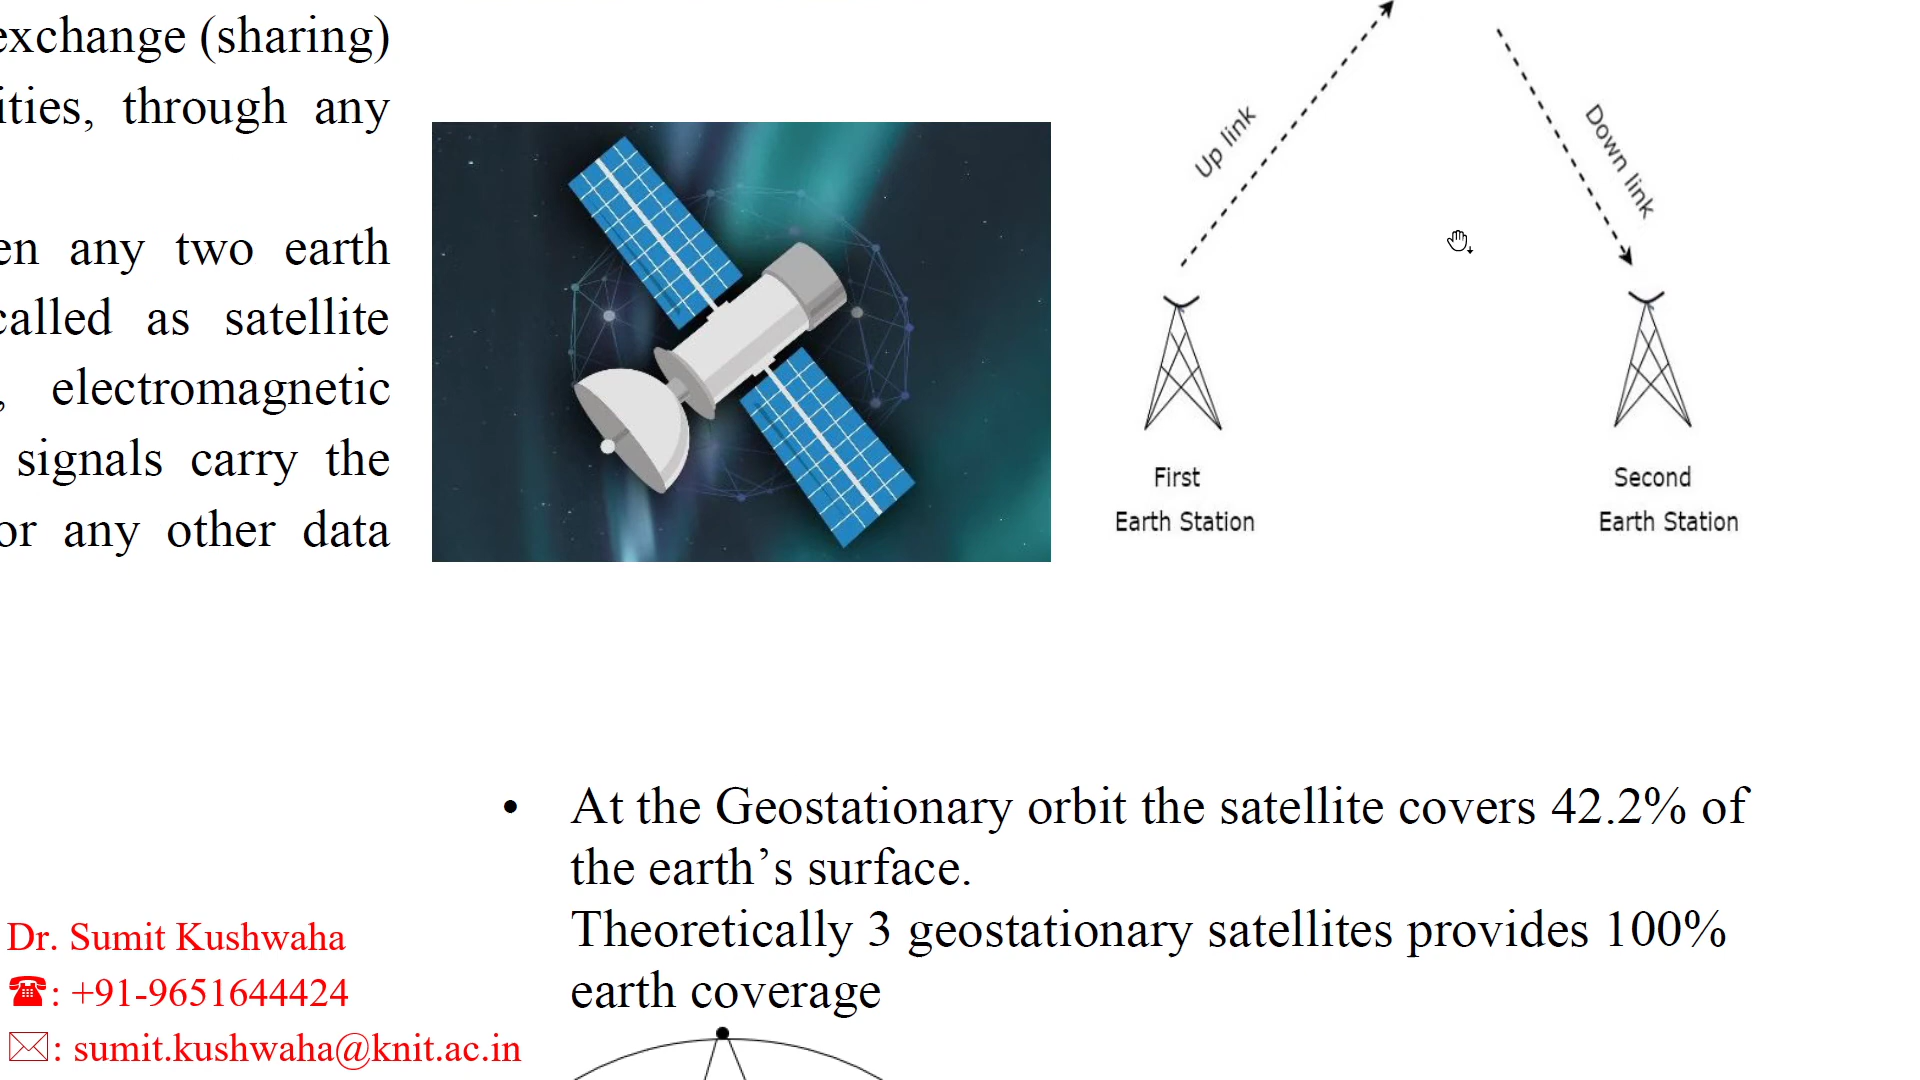 exchange (sharing)
ities, through any
en any two earth
called as satellite
, electromagnetic
signals carry the
or any other data
Up link
Down link
First
Earth Station
Second
Earth Station
• At the Geostationary orbit the satellite covers 42.2% of
the earth’s surface.
Theoretically 3 geostationary satellites provides 100%
earth coverage
Dr. Sumit Kushwaha
☎: +91-9651644424
✉: sumit.kushwaha@knit.ac.in